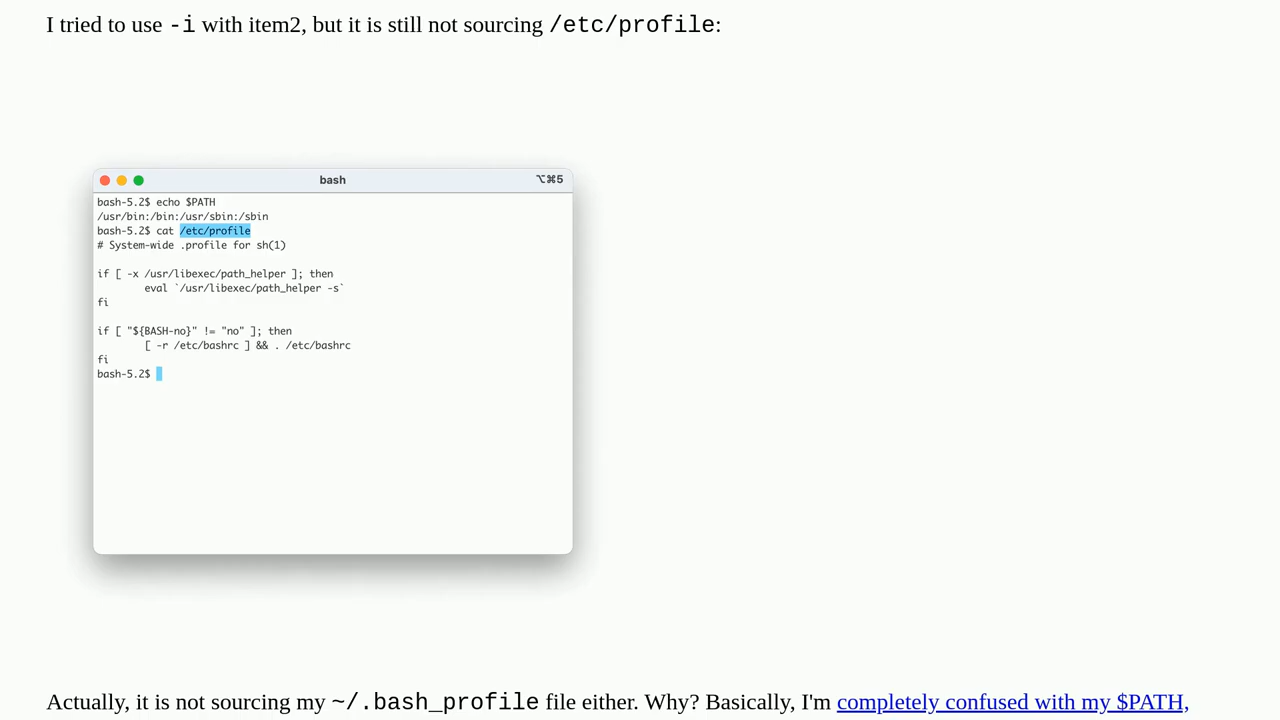 I tried to use -i with item2, but it is still not sourcing /etc/profile:
bash
⌥⌘5
bash-5.2$ echo $PATH
/usr/bin:/bin:/usr/sbin:/sbin
bash-5.2$ cat /etc/profile
# System-wide .profile for sh(1)
if [ -x /usr/libexec/path_helper ]; then
eval `/usr/libexec/path_helper -s`
fi
if [ "${BASH-no}" != "no" ]; then
[ -r /etc/bashrc ] && . /etc/bashrc
fi
bash-5.2$
Actually, it is not sourcing my ~/.bash_profile file either. Why? Basically, I'm completely confused with my $PATH,